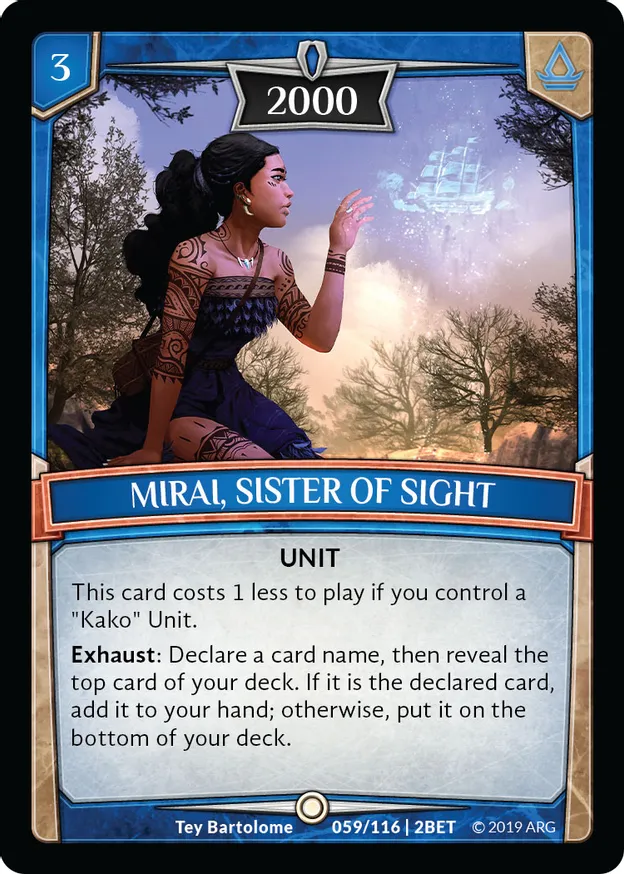 3
2000
MIRAI, SISTER OF SIGHT
UNIT
This card costs 1 less to play if you control a
"Kako" Unit.
Exhaust: Declare a card name, then reveal the
top card of your deck. If it is the declared card,
add it to your hand; otherwise, put it on the
bottom of your deck.
Tey Bartolome 059/116 | 2BET © 2019 ARG